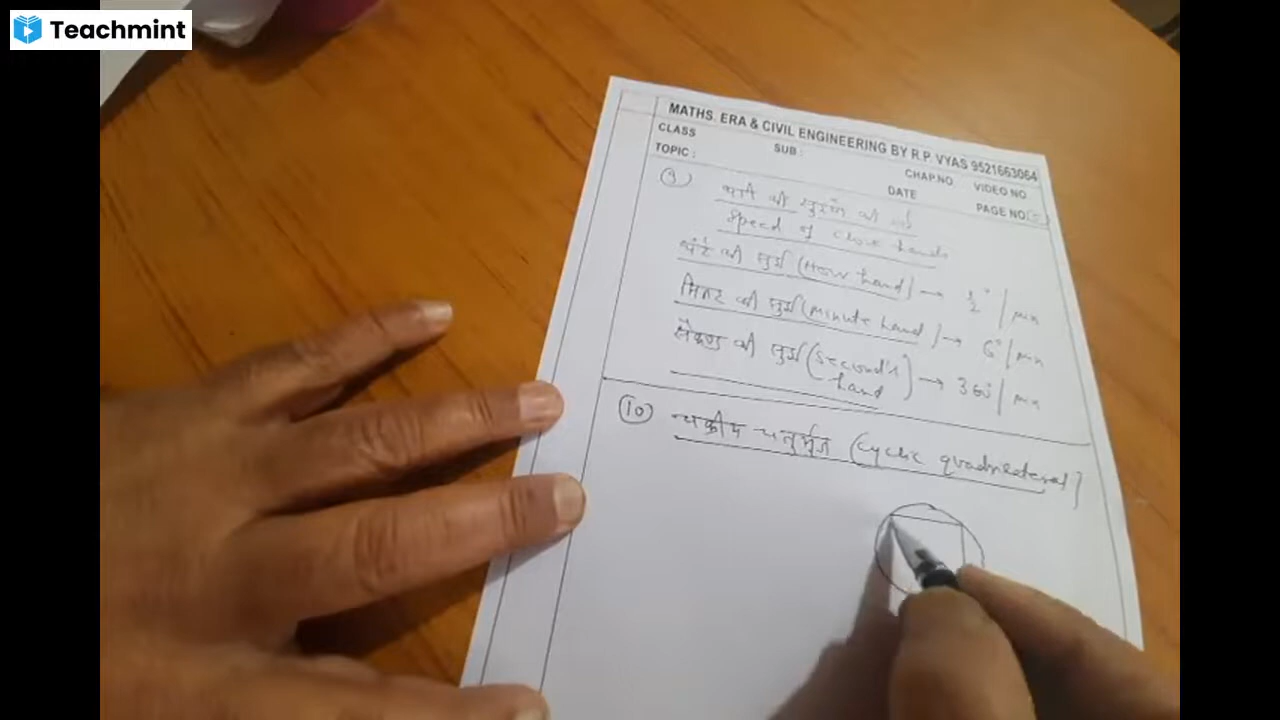 Teachmint
MATHS. ERA & CIVIL ENGINEERING BY R.P. VYAS 9521663064
CLASS SUB : CHAP.NO VIDEO NO
TOPIC : DATE PAGE NO
9 की सुईयों की
Speed of clock hands
घंटे की सुई (Hour hand) → ½° / min
मिनट की सुई (minute hand) → 6° / min
सैकण्ड की सुई (second's hand) → 360° / min
10 चक्रीय चतुर्भुज (cyclic quadrilateral)